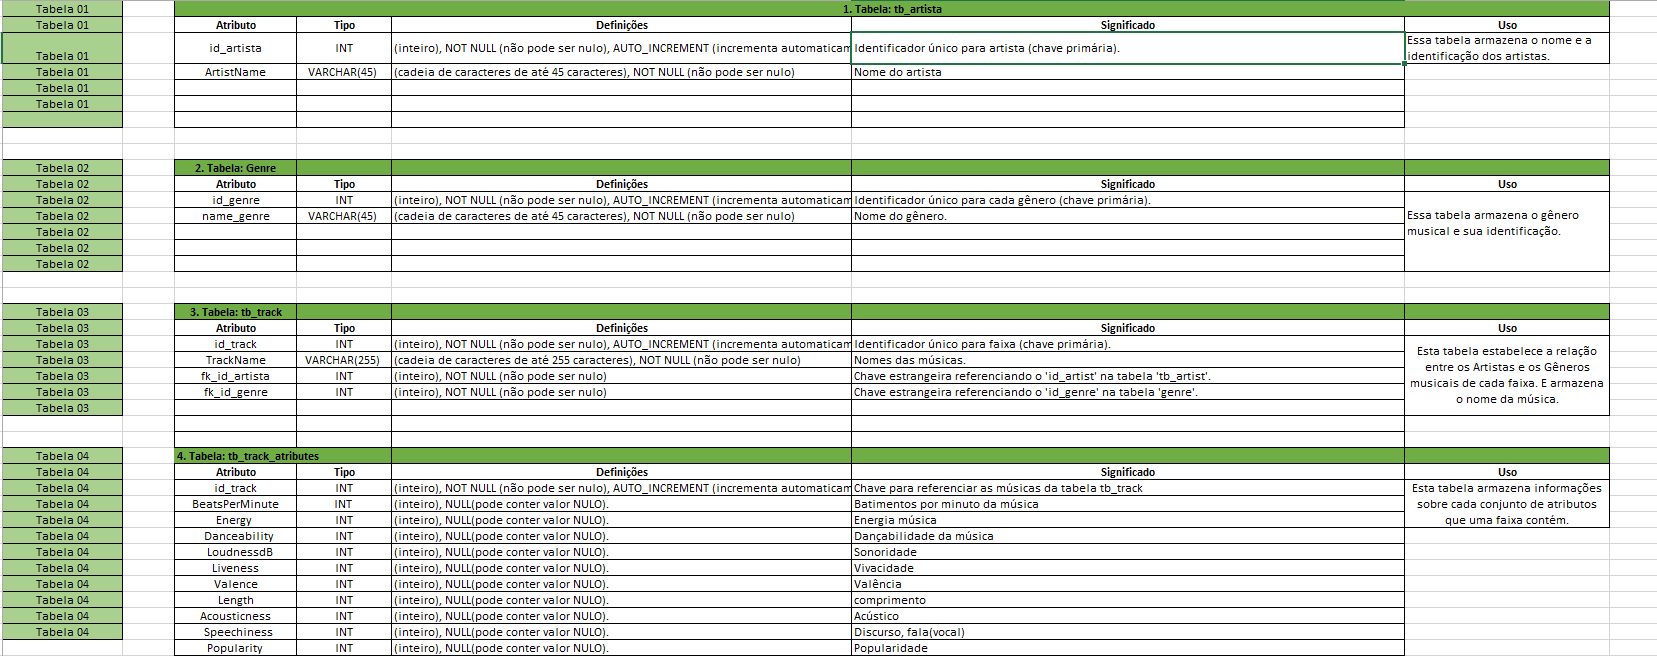 Tabela 01 1. Tabela: tb_artista
Tabela 01 Atributo Tipo Definições Significado Uso
Tabela 01 id_artista INT (inteiro), NOT NULL (não pode ser nulo), AUTO_INCREMENT (incrementa automaticam Identificador único para artista (chave primária). Essa tabela armazena o nome e a
identificação dos artistas.
Tabela 01 ArtistName VARCHAR(45) (cadeia de caracteres de até 45 caracteres), NOT NULL (não pode ser nulo) Nome do artista
Tabela 01
Tabela 01
Tabela 02 2. Tabela: Genre
Tabela 02 Atributo Tipo Definições Significado Uso
Tabela 02 id_genre INT (inteiro), NOT NULL (não pode ser nulo), AUTO_INCREMENT (incrementa automaticam Identificador único para cada gênero (chave primária).
Tabela 02 name_genre VARCHAR(45) (cadeia de caracteres de até 45 caracteres), NOT NULL (não pode ser nulo) Nome do gênero. Essa tabela armazena o gênero
Tabela 02 musical e sua identificação.
Tabela 02
Tabela 02
Tabela 03 3. Tabela: tb_track
Tabela 03 Atributo Tipo Definições Significado Uso
Tabela 03 id_track INT (inteiro), NOT NULL (não pode ser nulo), AUTO_INCREMENT (incrementa automaticam Identificador único para faixa (chave primária). Esta tabela estabelece a relação
Tabela 03 TrackName VARCHAR(255) (cadeia de caracteres de até 255 caracteres), NOT NULL (não pode ser nulo) Nomes das músicas. entre os Artistas e os Gêneros
Tabela 03 fk_id_artista INT (inteiro), NOT NULL (não pode ser nulo) Chave estrangeira referenciando o 'id_artist' na tabela 'tb_artist'. musicais de cada faixa. E armazena
Tabela 03 fk_id_genre INT (inteiro), NOT NULL (não pode ser nulo) Chave estrangeira referenciando o 'id_genre' na tabela 'genre'. o nome da música.
Tabela 03
Tabela 04 4. Tabela: tb_track_atributes
Tabela 04 Atributo Tipo Definições Significado Uso
Tabela 04 id_track INT (inteiro), NOT NULL (não pode ser nulo), AUTO_INCREMENT (incrementa automaticam Chave para referenciar as músicas da tabela tb_track Esta tabela armazena informações
Tabela 04 BeatsPerMinute INT (inteiro), NULL(pode conter valor NULO). Batimentos por minuto da música sobre cada conjunto de atributos
Tabela 04 Energy INT (inteiro), NULL(pode conter valor NULO). Energia música que uma faixa contém.
Tabela 04 Danceability INT (inteiro), NULL(pode conter valor NULO). Dançabilidade da música
Tabela 04 LoudnessdB INT (inteiro), NULL(pode conter valor NULO). Sonoridade
Tabela 04 Liveness INT (inteiro), NULL(pode conter valor NULO). Vivacidade
Tabela 04 Valence INT (inteiro), NULL(pode conter valor NULO). Valência
Tabela 04 Length INT (inteiro), NULL(pode conter valor NULO). comprimento
Tabela 04 Acousticness INT (inteiro), NULL(pode conter valor NULO). Acústico
Tabela 04 Speechiness INT (inteiro), NULL(pode conter valor NULO). Discurso, fala(vocal)
Popularity INT (inteiro), NULL(pode conter valor NULO). Popularidade